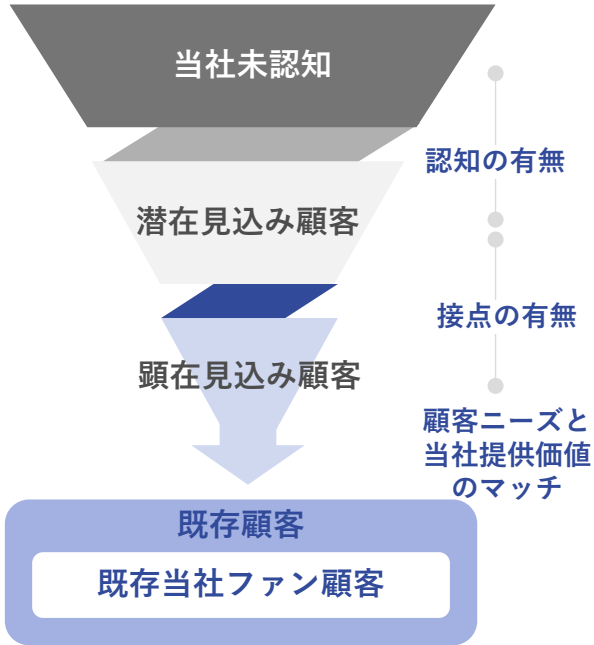 当社未認知
認知の有無
潜在見込み顧客
接点の有無
顕在見込み顧客
顧客ニーズと
当社提供価値
のマッチ
既存顧客
既存当社ファン顧客